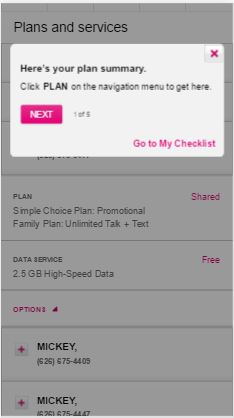 Plans and services
Here's your plan summary.
Click PLAN on the navigation menu to get here.
NEXT
1 of 5
Go to My Checklist
PLAN
Shared
Simple Choice Plan: Promotional
Family Plan: Unlimited Talk + Text
DATA SERVICE
Free
2.5 GB High-Speed Data
OPTIONS
MICKEY,
(626) 675-4409
MICKEY,
(626) 675-4447